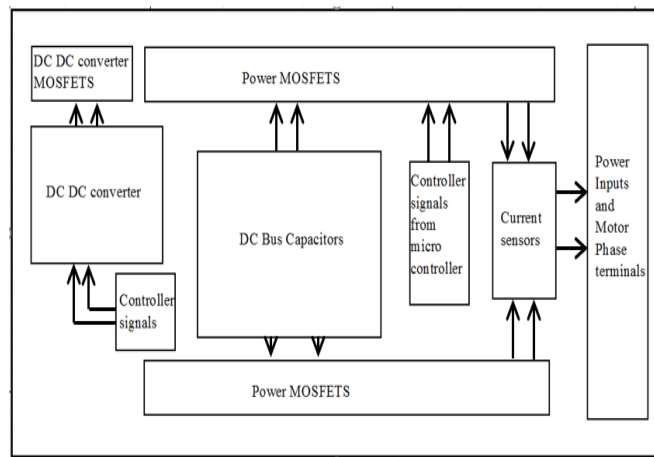 DC DC converter
MOSFETS
Power MOSFETS
DC DC converter
Controller
signals
DC Bus Capacitors
Controller
signals
from
micro
controller
Current
sensors
Power
Inputs
and
Motor
Phase
terminals
Power MOSFETS